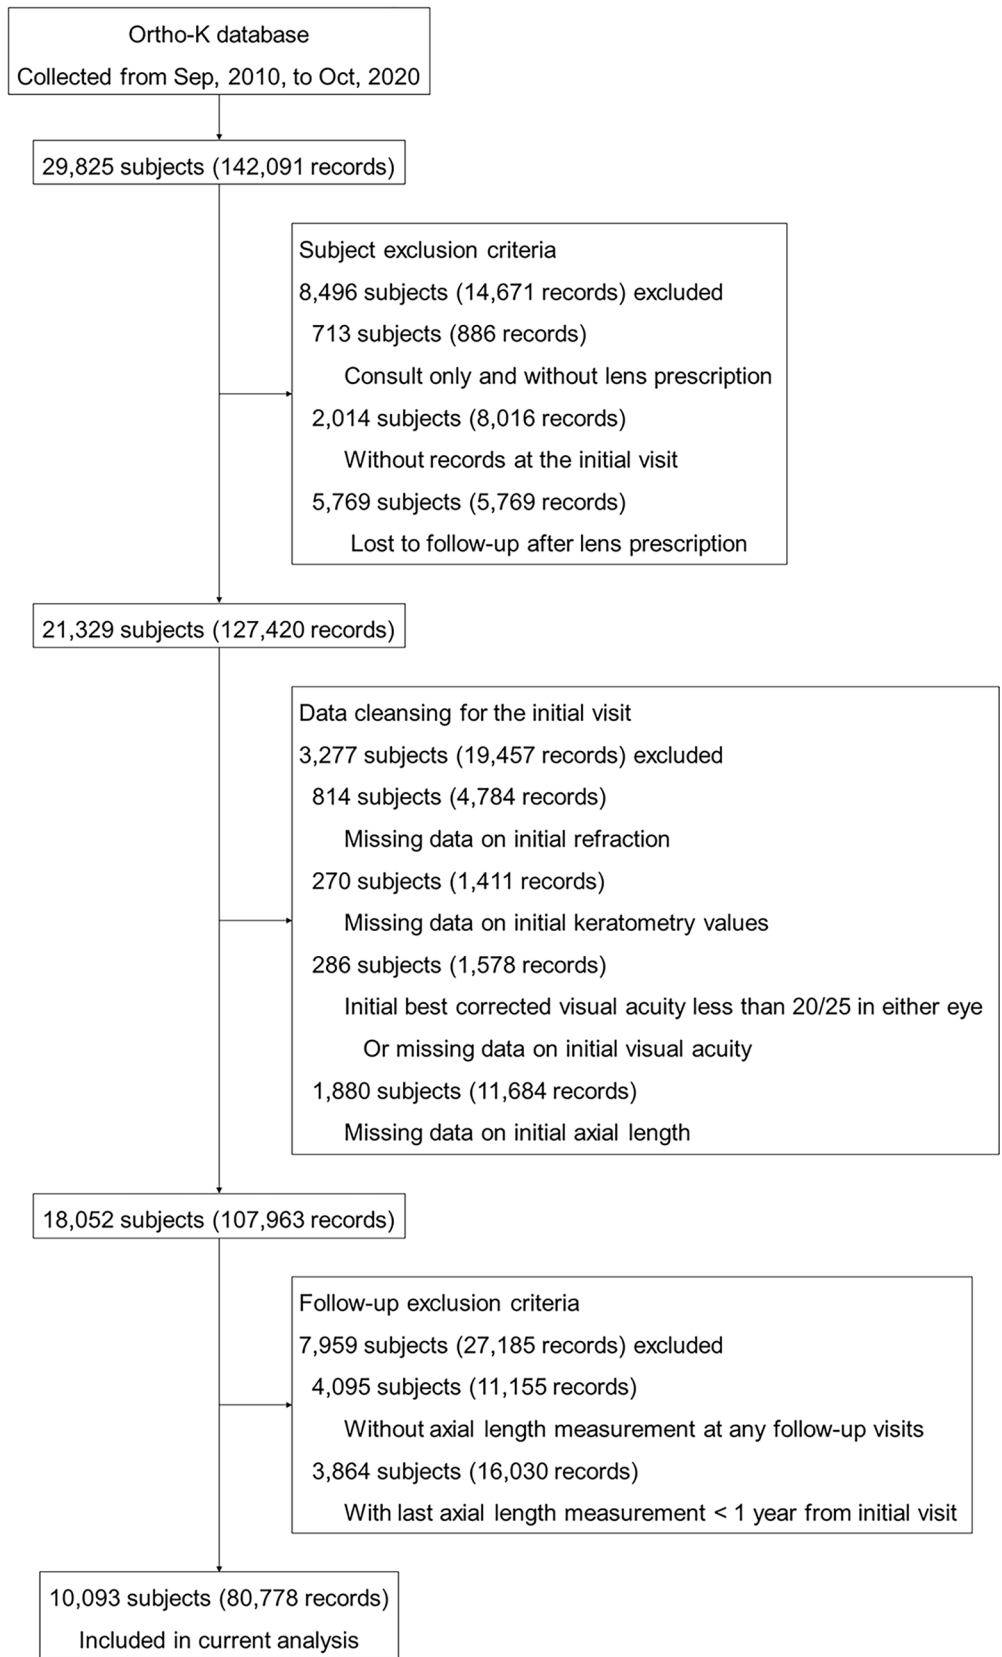 Ortho-K database
Collected from Sep, 2010, to Oct, 2020
29,825 subjects (142,091 records)
Subject exclusion criteria
8,496 subjects (14,671 records) excluded
713 subjects (886 records)
Consult only and without lens prescription
2,014 subjects (8,016 records)
Without records at the initial visit
5,769 subjects (5,769 records)
Lost to follow-up after lens prescription
21,329 subjects (127,420 records)
Data cleansing for the initial visit
3,277 subjects (19,457 records) excluded
814 subjects (4,784 records)
Missing data on initial refraction
270 subjects (1,411 records)
Missing data on initial keratometry values
286 subjects (1,578 records)
Initial best corrected visual acuity less than 20/25 in either eye
Or missing data on initial visual acuity
1,880 subjects (11,684 records)
Missing data on initial axial length
18,052 subjects (107,963 records)
Follow-up exclusion criteria
7,959 subjects (27,185 records) excluded
4,095 subjects (11,155 records)
Without axial length measurement at any follow-up visits
3,864 subjects (16,030 records)
With last axial length measurement < 1 year from initial visit
10,093 subjects (80,778 records)
Included in current analysis